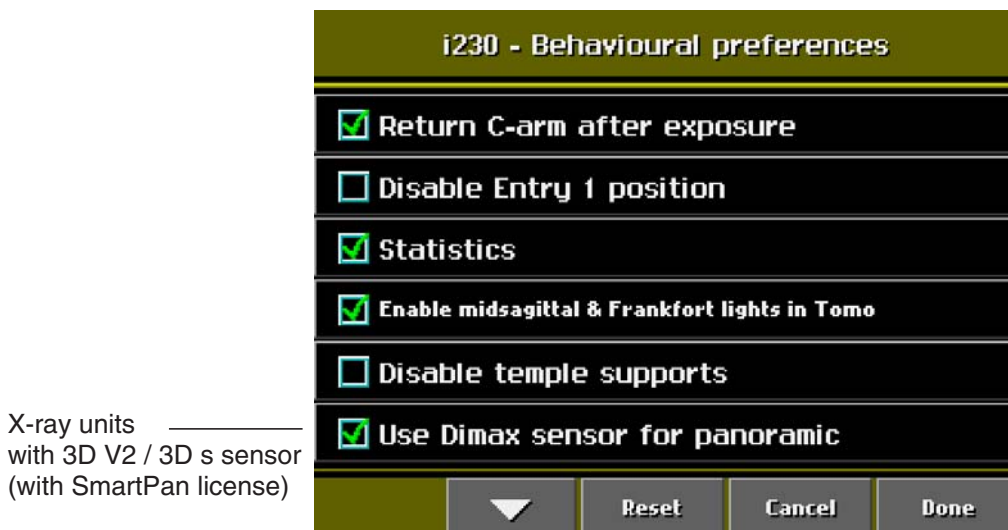 i230 - Behavioural preferences
Return C-arm after exposure
Disable Entry 1 position
Statistics
Enable midsagittal & Frankfort lights in Tomo
Disable temple supports
Use Dimax sensor for panoramic
X-ray units
with 3D V2 / 3D s sensor
(with SmartPan license)
Reset Cancel Done